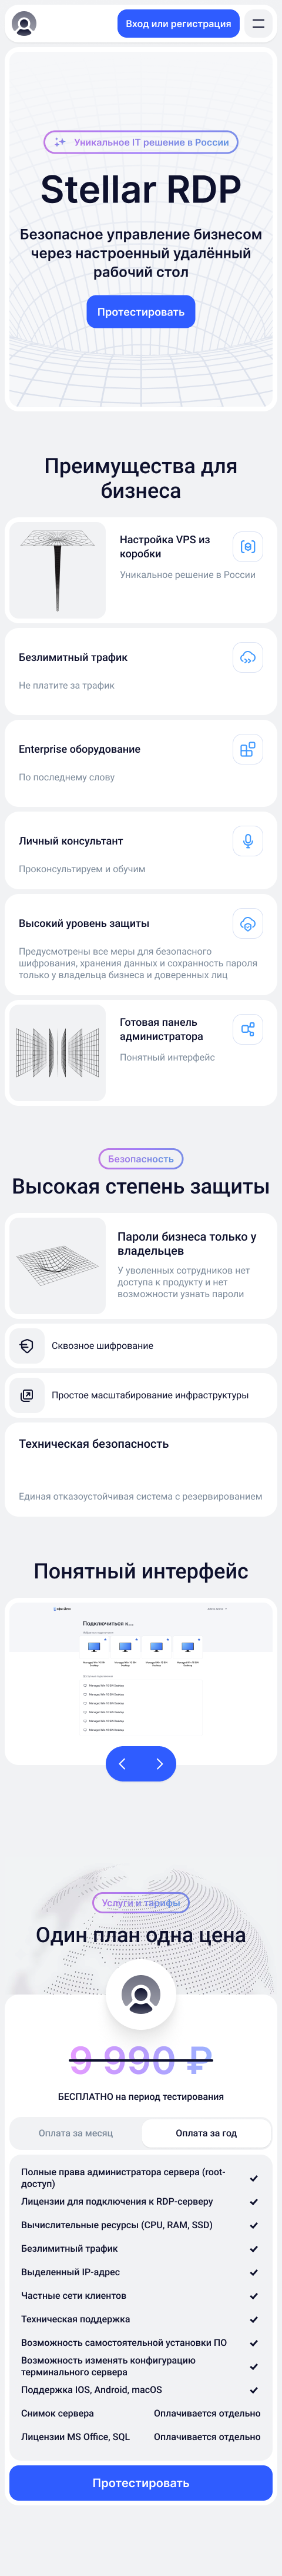 Вход или регистрация
Уникальное IT решение в России
Stellar RDP
Безопасное управление бизнесом
через настроенный удалённый
рабочий стол
Протестировать
Преимущества для
бизнеса
Настройка VPS из
коробки
Уникальное решение в России
Безлимитный трафик
Не платите за трафик
Enterprise оборудование
По последнему слову
Личный консультант
Проконсультируем и обучим
Высокий уровень защиты
Предусмотрены все меры для безопасного
шифрования, хранения данных и сохранность пароля
только у владельца бизнеса и доверенных лиц
Готовая панель
администратора
Понятный интерфейс
Безопасность
Высокая степень защиты
Пароли бизнеса только у
владельцев
У уволенных сотрудников нет
доступа к продукту и нет
возможности узнать пароли
Сквозное шифрование
Простое масштабирование инфраструктуры
Техническая безопасность
Единая отказоустойчивая система с резервированием
Понятный интерфейс
Подключиться к...
Услуги и тарифы
Один план одна цена
9 990 ₽
БЕСПЛАТНО на период тестирования
Оплата за месяц
Оплата за год
Полные права администратора сервера (root-
доступ)
Лицензии для подключения к RDP-серверу
Вычислительные ресурсы (CPU, RAM, SSD)
Безлимитный трафик
Выделенный IP-адрес
Частные сети клиентов
Техническая поддержка
Возможность самостоятельной установки ПО
Возможность изменять конфигурацию
терминального сервера
Поддержка IOS, Android, macOS
Снимок сервера Оплачивается отдельно
Лицензии MS Office, SQL Оплачивается отдельно
Протестировать